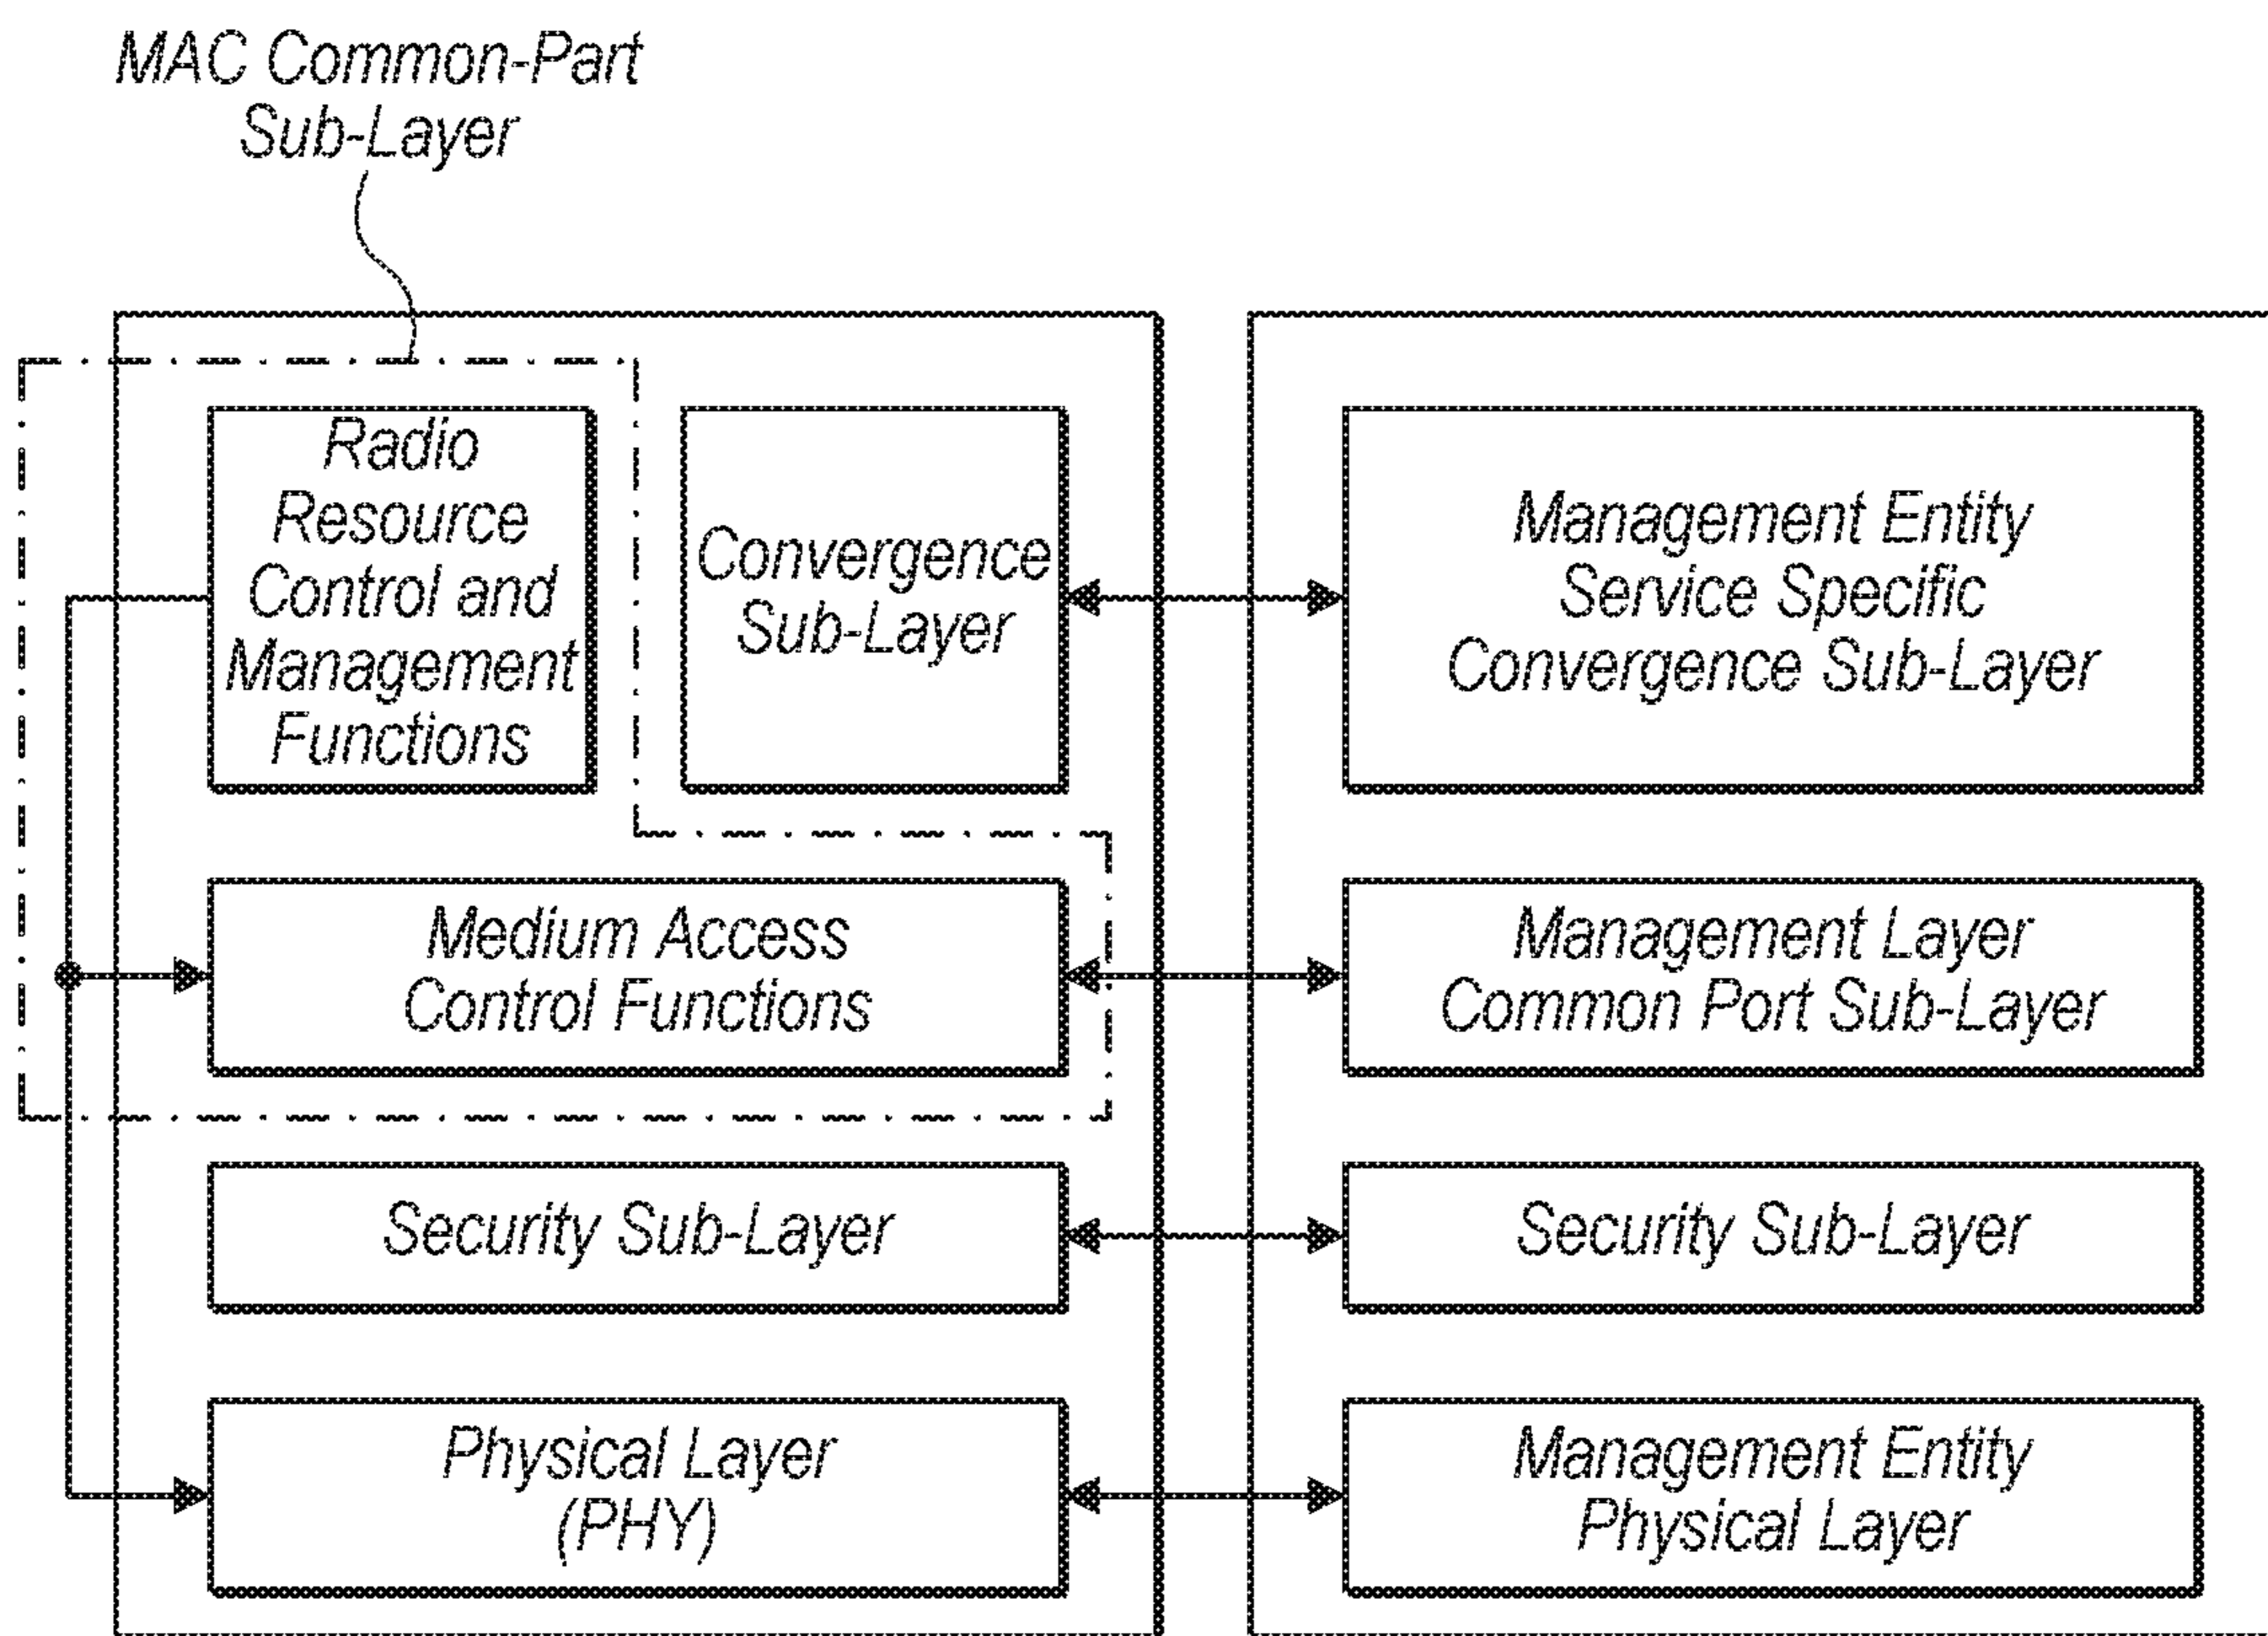 MAC Common-Part
Sub-Layer
Radio
Resource
Control and
Management
Functions
Convergence
Sub-Layer
Management Entity
Service Specific
Convergence Sub-Layer
Medium Access
Control Functions
Management Layer
Common Port Sub-Layer
Security Sub-Layer
Security Sub-Layer
Physical Layer
(PHY)
Management Entity
Physical Layer